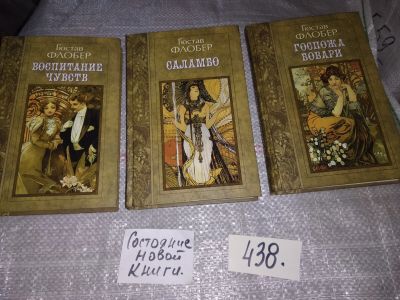 Гюстав
ФЛОБЕР
ВОСПИТАНИЕ
ЧУВСТВ
Гюстав
ФЛОБЕР
САЛАМБО
Гюстав
ФЛОБЕР
ГОСПОЖА
БОВАРИ
Состояние
новой
книги.
438.